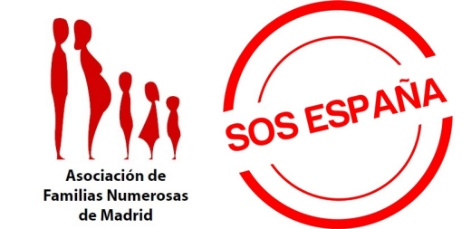 Asociación de
Familias Numerosas
de Madrid
SOS ESPAÑA